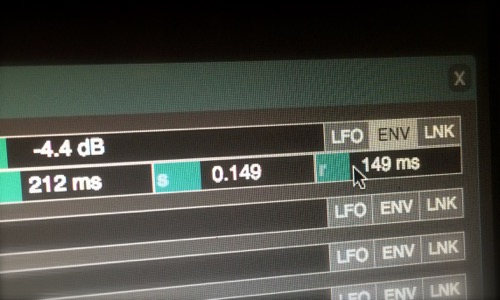 X
-4.4 dB LFO ENV LNK
212 ms s 0.149 r 149 ms
LFO ENV LNK
LFO ENV LNK
LFO ENV LNK